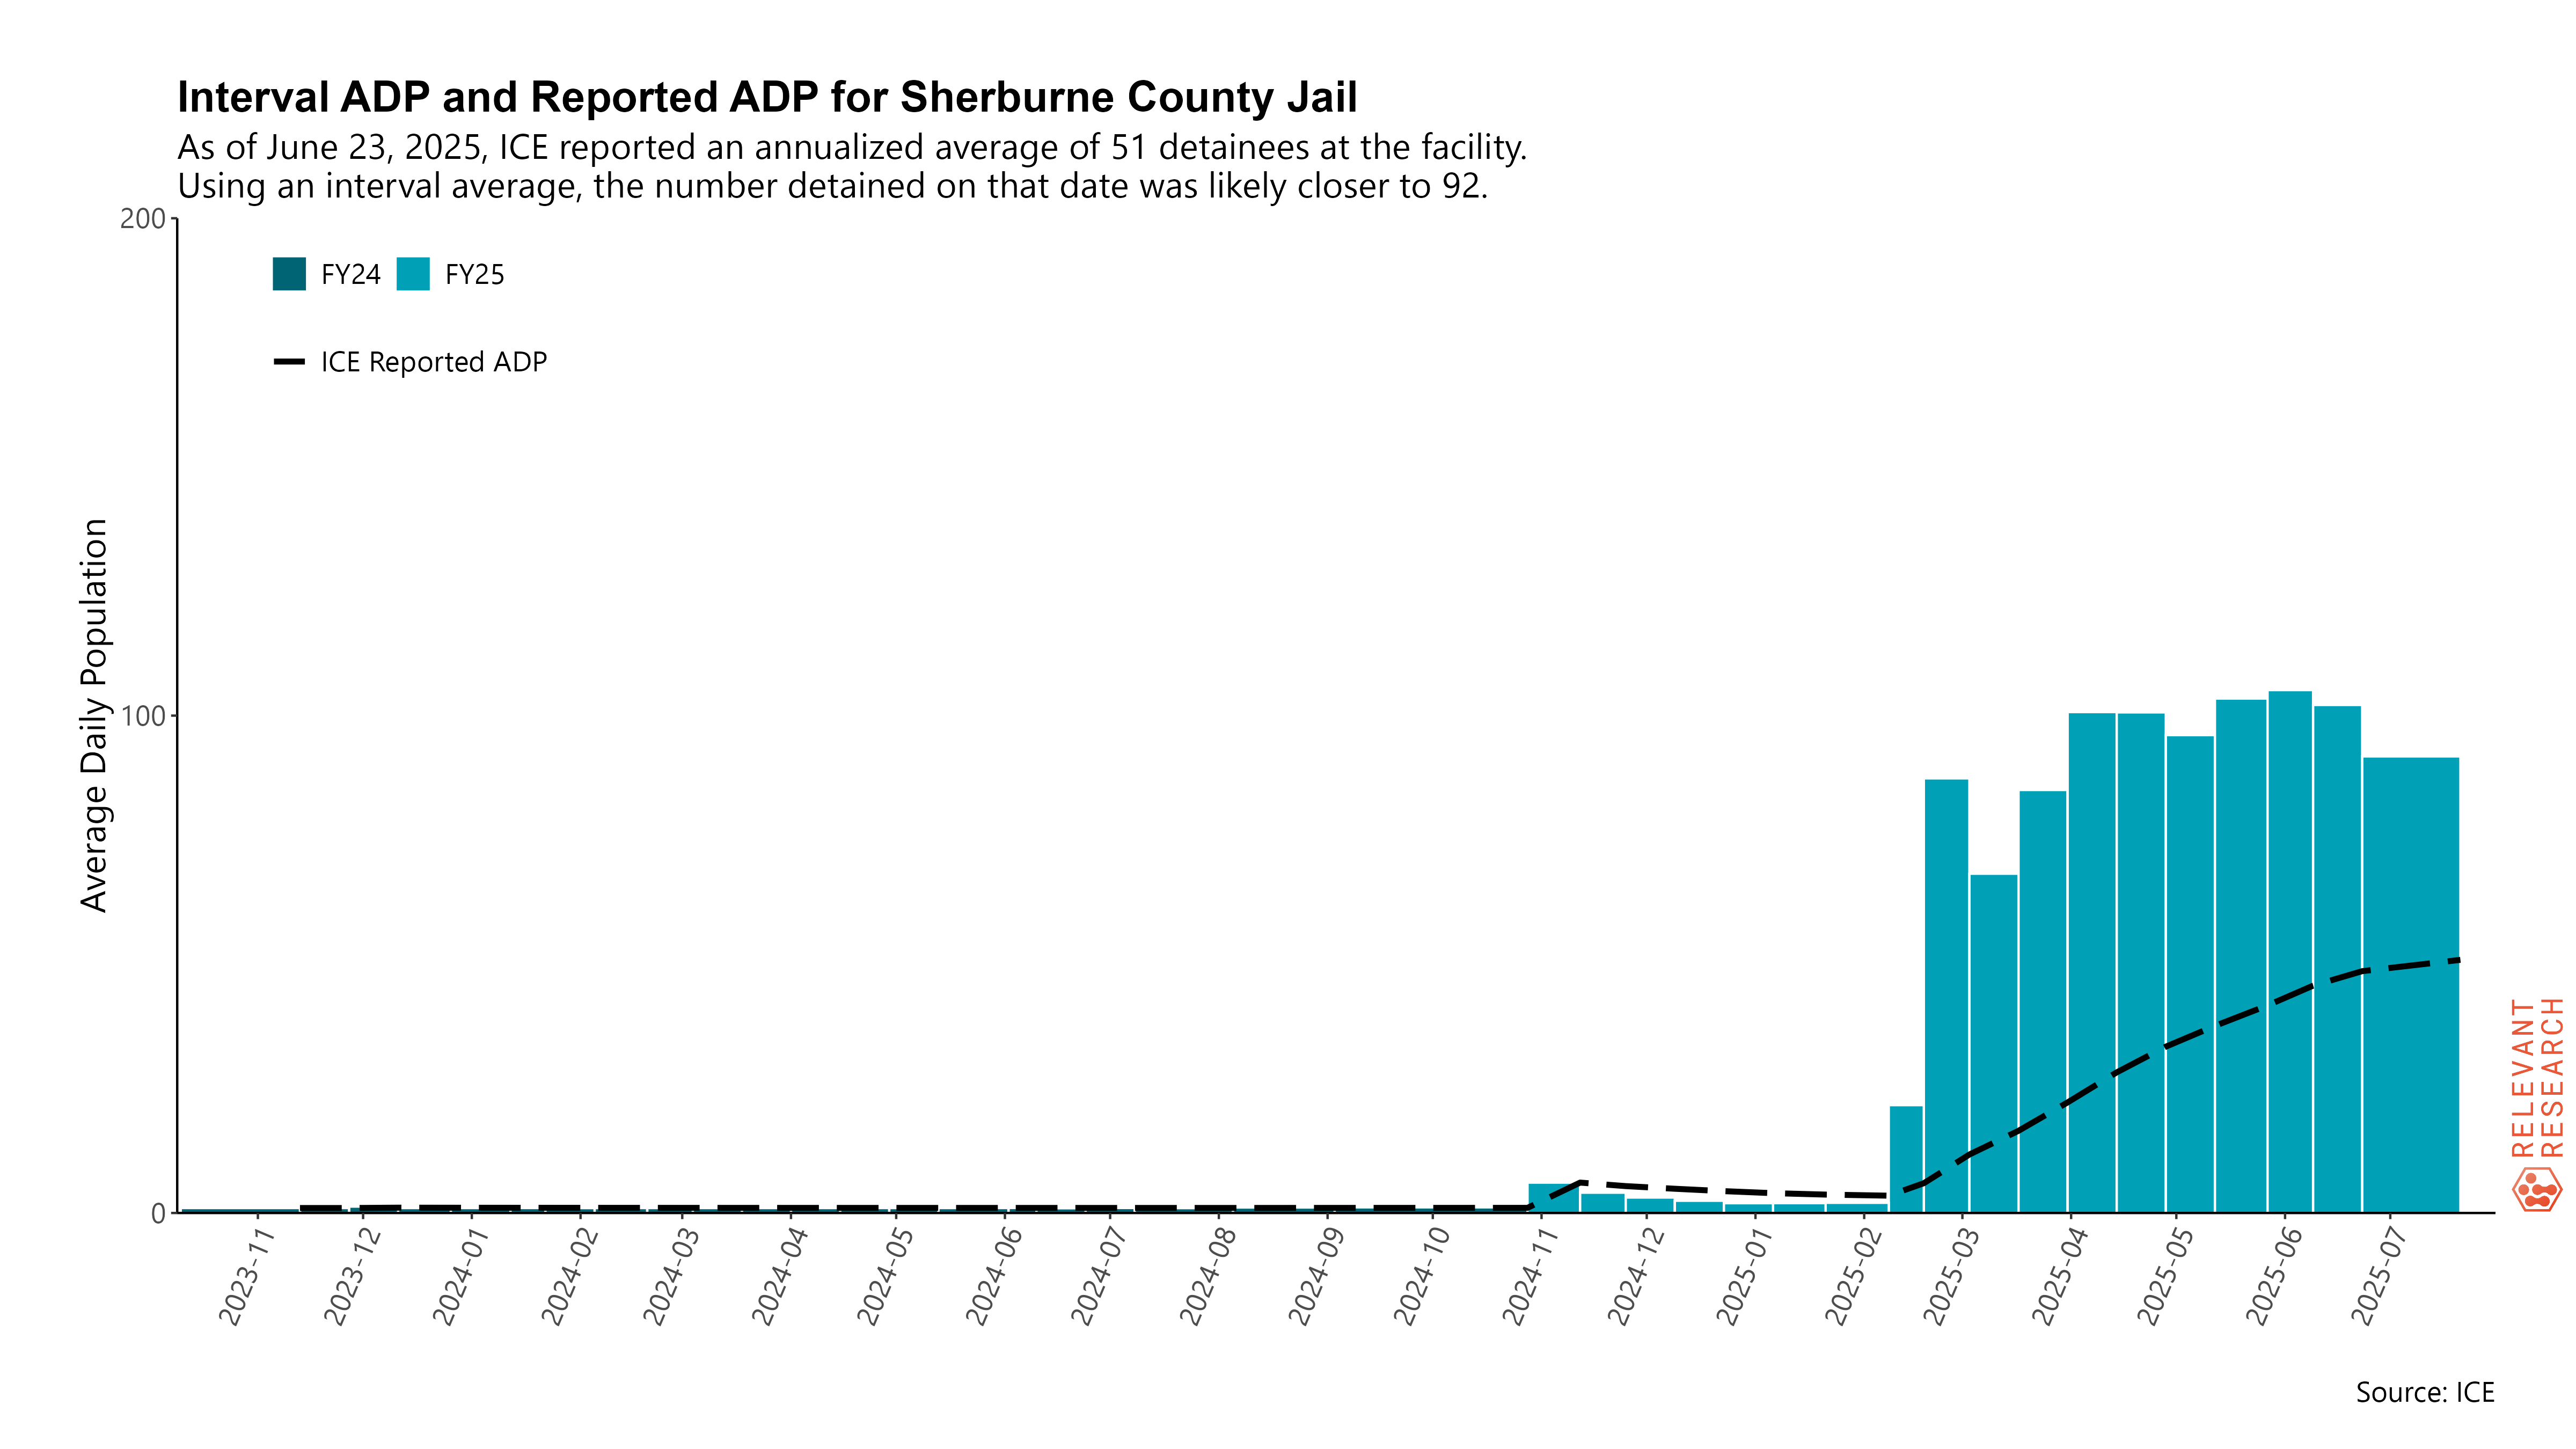 Interval ADP and Reported ADP for Sherburne County Jail
As of June 23, 2025, ICE reported an annualized average of 51 detainees at the facility.
Using an interval average, the number detained on that date was likely closer to 92.
200
FY24 FY25
ICE Reported ADP
Average Daily Population
100
0
2023-11 2023-12 2024-01 2024-02 2024-03 2024-04 2024-05 2024-06 2024-07 2024-08 2024-09 2024-10 2024-11 2024-12 2025-01 2025-02 2025-03 2025-04 2025-05 2025-06 2025-07
RELEVANT
RESEARCH
Source: ICE